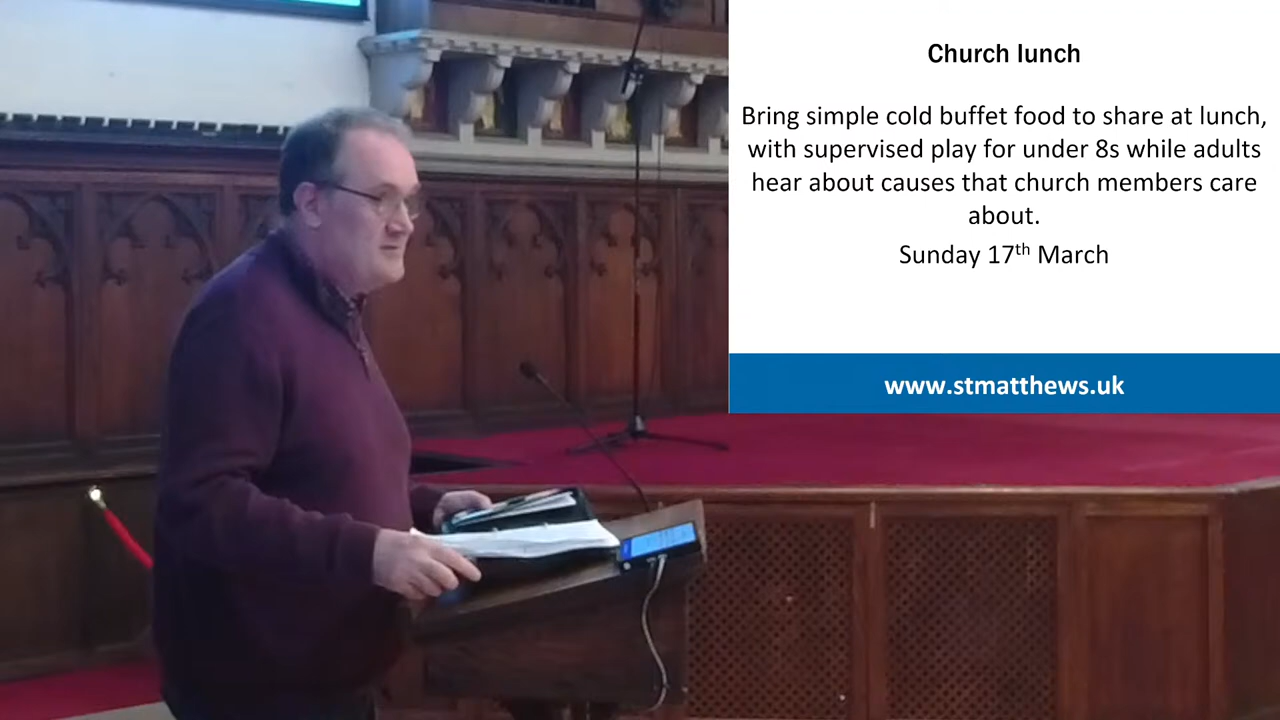 Church lunch
Bring simple cold buffet food to share at lunch,
with supervised play for under 8s while adults
hear about causes that church members care
about.
Sunday 17th March
www.stmatthews.uk